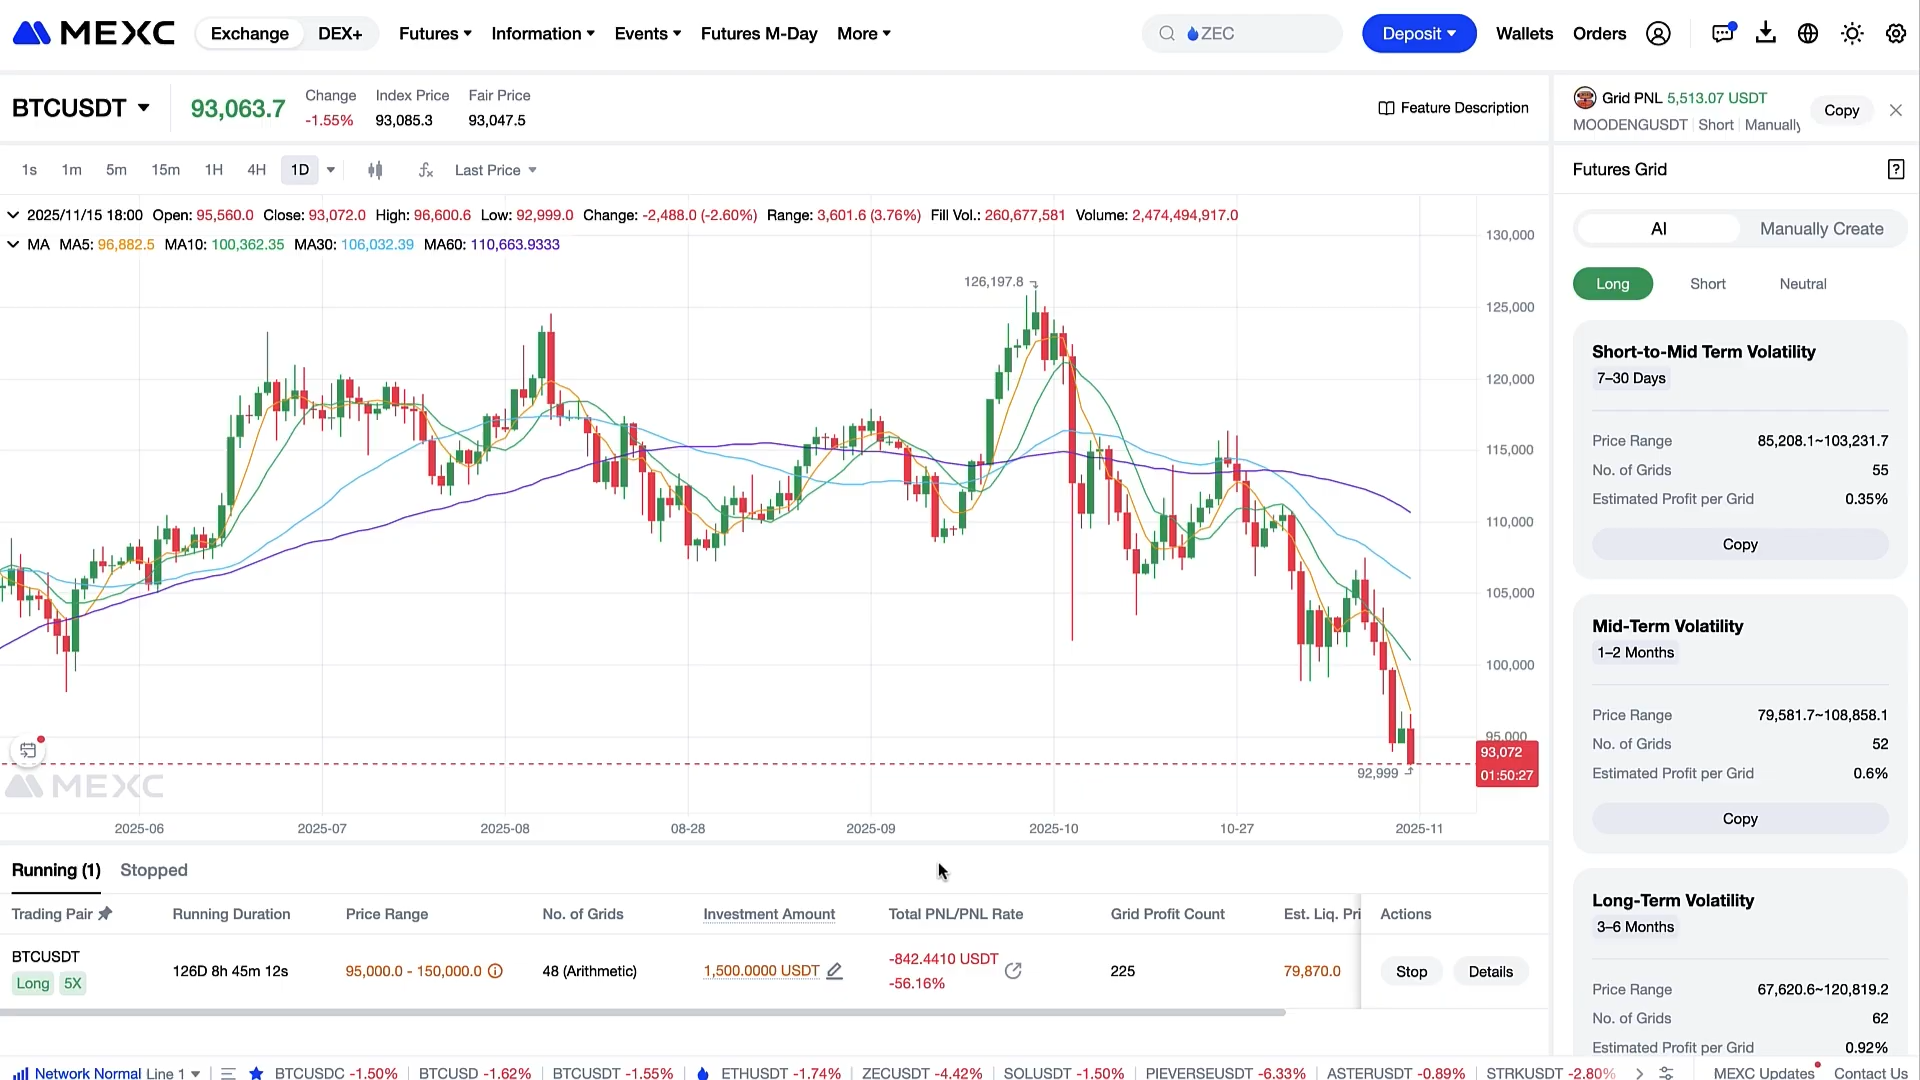 MEXC Exchange DEX+ Futures Information Events Futures M-Day More ZEC Deposit Wallets Orders
BTCUSDT 93,063.7
Change Index Price Fair Price
-1.55% 93,085.3 93,047.5
Feature Description
Grid PNL 5,513.07 USDT
MOODENGUSDT Short Manually
Copy
1s 1m 5m 15m 1H 4H 1D Last Price
Futures Grid
2025/11/15 18:00 Open: 95,560.0 Close: 93,072.0 High: 96,600.6 Low: 92,999.0 Change: -2,488.0 (-2.60%) Range: 3,601.6 (3.76%) Fill Vol.: 260,677,581 Volume: 2,474,494,917.0
MA MA5: 96,882.5 MA10: 100,362.35 MA30: 106,032.39 MA60: 110,663.9333
126,197.8
130,000
125,000
120,000
115,000
110,000
105,000
100,000
95,000
93,072
01:50:27
92,999
MEXC
2025-06 2025-07 2025-08 08-28 2025-09 2025-10 10-27 2025-11
AI Manually Create
Long Short Neutral
Short-to-Mid Term Volatility
7–30 Days
Price Range 85,208.1~103,231.7
No. of Grids 55
Estimated Profit per Grid 0.35%
Copy
Mid-Term Volatility
1–2 Months
Price Range 79,581.7~108,858.1
No. of Grids 52
Estimated Profit per Grid 0.6%
Copy
Long-Term Volatility
3–6 Months
Price Range 67,620.6~120,819.2
No. of Grids 62
Estimated Profit per Grid 0.92%
Running (1) Stopped
Trading Pair Running Duration Price Range No. of Grids Investment Amount Total PNL/PNL Rate Grid Profit Count Est. Liq. Pri Actions
BTCUSDT
Long 5X
126D 8h 45m 12s 95,000.0 - 150,000.0 48 (Arithmetic) 1,500.0000 USDT
-842.4410 USDT
-56.16%
225 79,870.0 Stop Details
Network Normal Line 1 BTCUSDC -1.50% BTCUSD -1.62% BTCUSDT -1.55% ETHUSDT -1.74% ZECUSDT -4.42% SOLUSDT -1.50% PIEVERSEUSDT -6.33% ASTERUSDT -0.89% STRKUSDT -2.80% MEXC Updates Contact Us